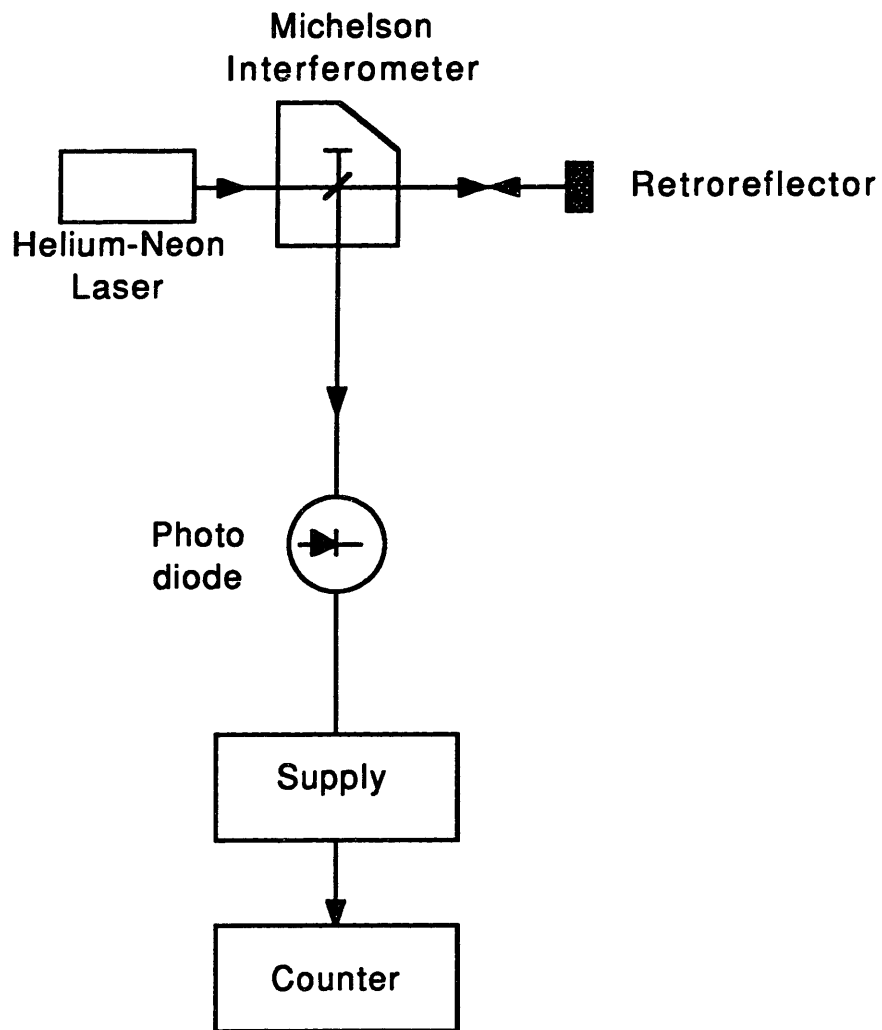 Michelson
Interferometer
Retroreflector
Helium-Neon
Laser
Photo
diode
Supply
Counter